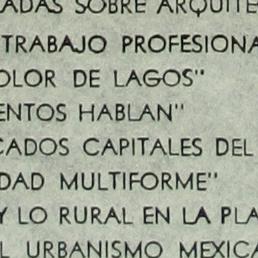 ADAS SOBRE ARQUITE
TRABAJO PROFESIONA
OLOR DE LAGOS"
ENTOS HABLAN"
CADOS CAPITALES DEL
DAD MULTIFORME"
Y LO RURAL EN LA PLA
L URBANISMO MEXICA